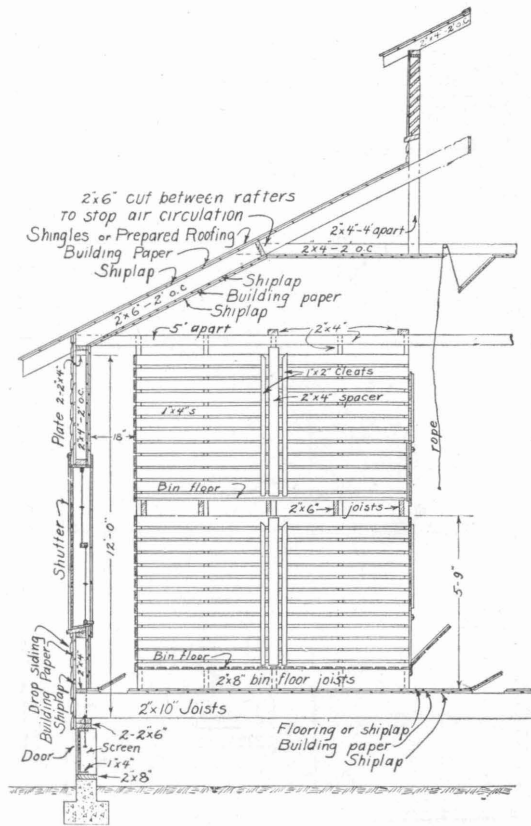 2"x4"-2' O.C
2"x6" cut between rafters
to stop air circulation
Shingles or Prepared Roofing
Building Paper
Shiplap
2"x4"-4' apart
2"x4"-2' O.C
Shiplap
Building paper
Shiplap
2"x6"-2' O.C
5' apart
2"x4"
1"x2" Cleats
2"x4" spacer
1"x4"s
Plate 2-2"x4"
2"x4"-2' O.C.
18"
rope
Bin floor
2"x6" joists
Shutter
12'-0"
5'-9"
Drop siding
Building Paper
Shiplap
2"x4"
Bin floor
2"x8" bin floor joists
2"x10" Joists
Flooring or shiplap
Building paper
Shiplap
2-2"x6"
Screen
Door
1"x4"
2"x8"